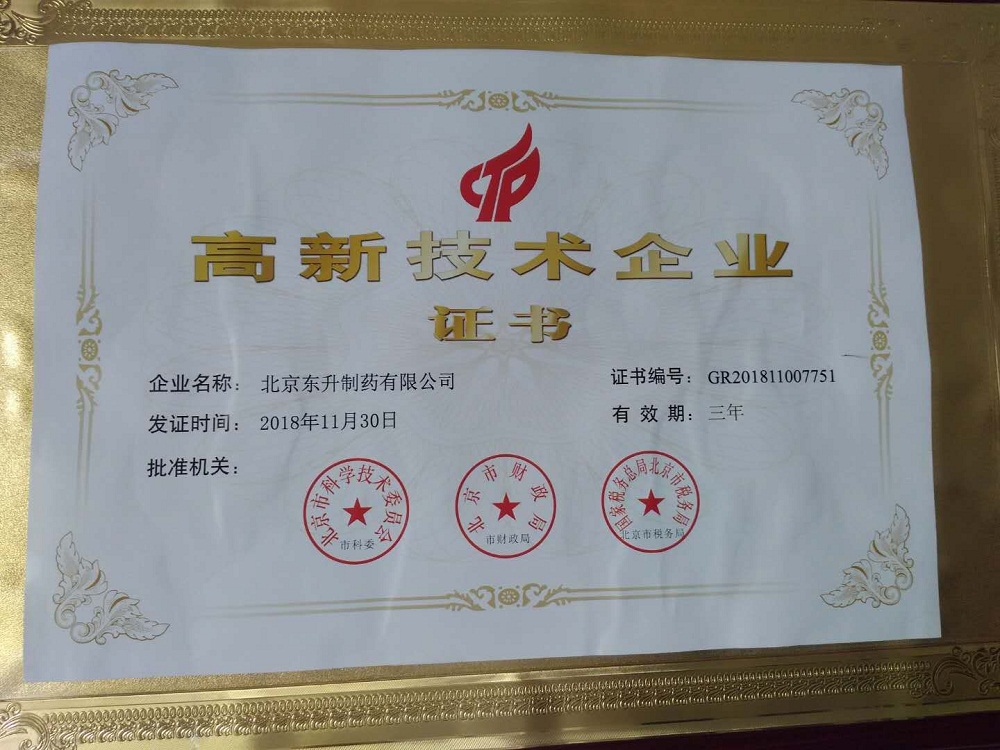 CTP
高新技术企业
证书
企业名称： 北京东升制药有限公司
证书编号： GR201811007751
发证时间： 2018年11月30日
有 效 期： 三年
批准机关：
北京市科学技术委员会
市科委
北京市财政局
市财政局
国家税务总局北京市税务局
北京市税务局